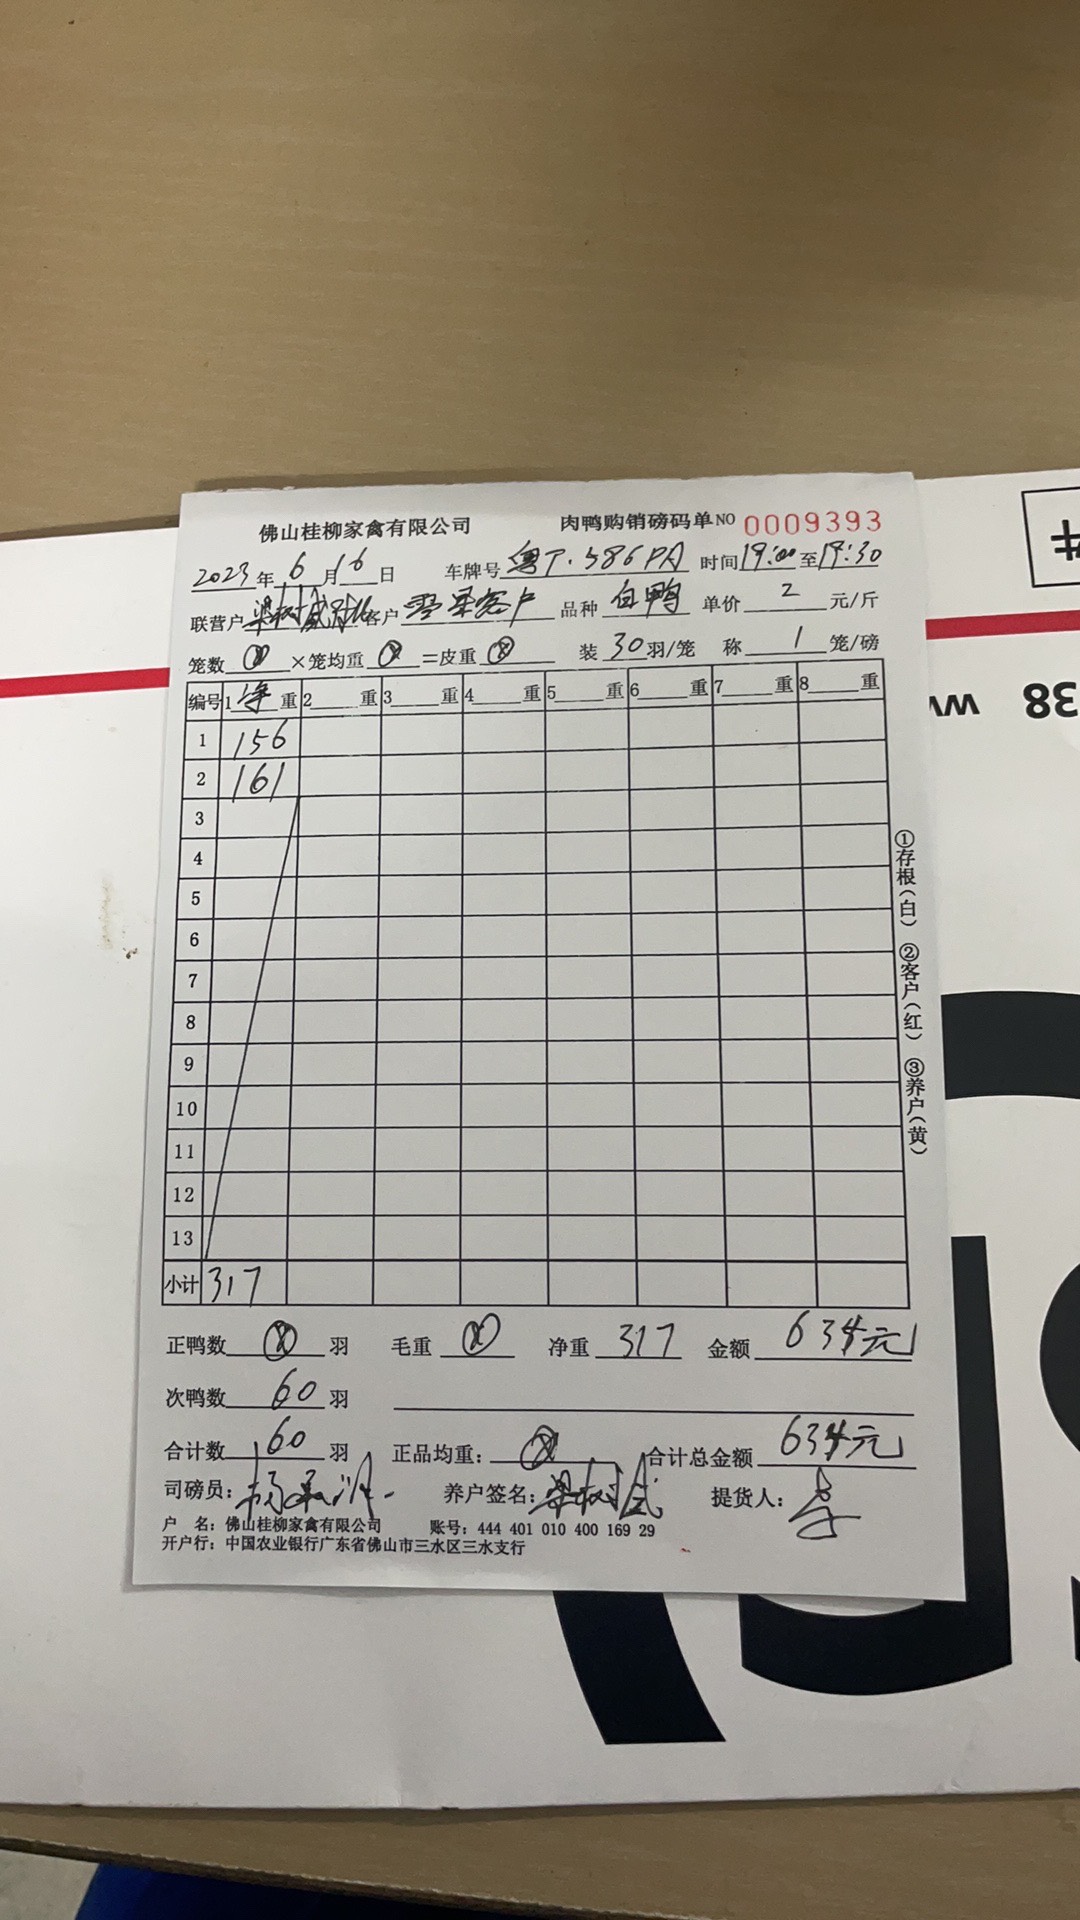 佛山桂柳家禽有限公司 肉鸭购销磅码单NO 0009393
2023年6月16日 车牌号 粤T·586PA 时间19:00至19:30
联营户 客户 客户 品种 白鸭 单价 2 元/斤
笼数 ⊗ ×笼均重 ⊗ =皮重 ⊗ 装 30 羽/笼 称 1 笼/磅
编号 1 净 重 2 重 3 重 4 重 5 重 6 重 7 重 8 重
1 156
2 161
3
4
5
6
7
8
9
10
11
12
13
小计 317
①存根(白) ②客户(红) ③养户(黄)
正鸭数 ⊗ 羽 毛重 ⊗ 净重 317 金额 634元
次鸭数 60 羽
合计数 60 羽 正品均重: ⊗ 合计总金额 634元
司磅员: 养户签名: 提货人:
户 名: 佛山桂柳家禽有限公司 账号: 444 401 010 400 169 29
开户行: 中国农业银行广东省佛山市三水区三水支行
38